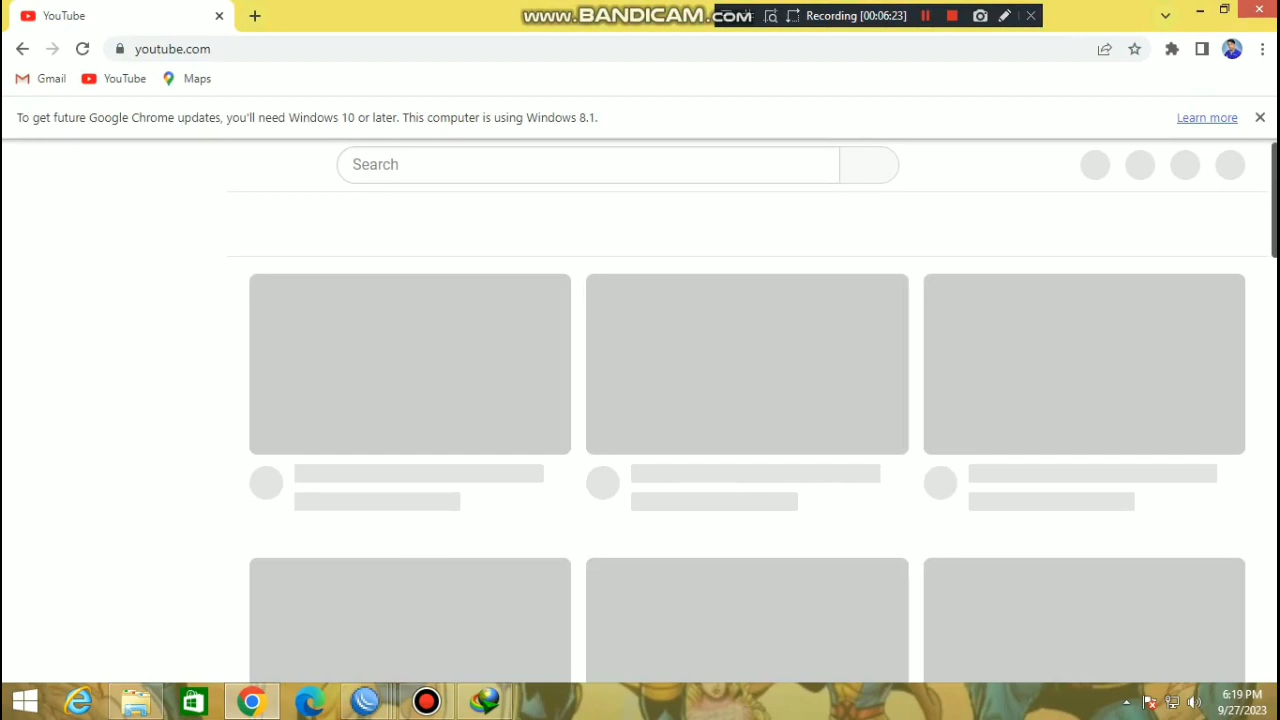 YouTube
www.BANDICAM.com
Recording [00:06:23]
youtube.com
Gmail
YouTube
Maps
To get future Google Chrome updates, you'll need Windows 10 or later. This computer is using Windows 8.1.
Learn more
Search
6:19 PM
9/27/2023